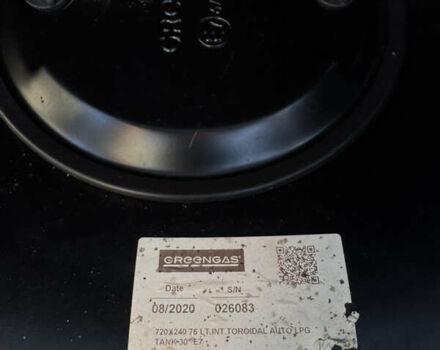 GREENGAS
Date S/N
08/2020 026083
720X240 76 LT.INT.TOROIDAL AUTO LPG
TANK 30° E7